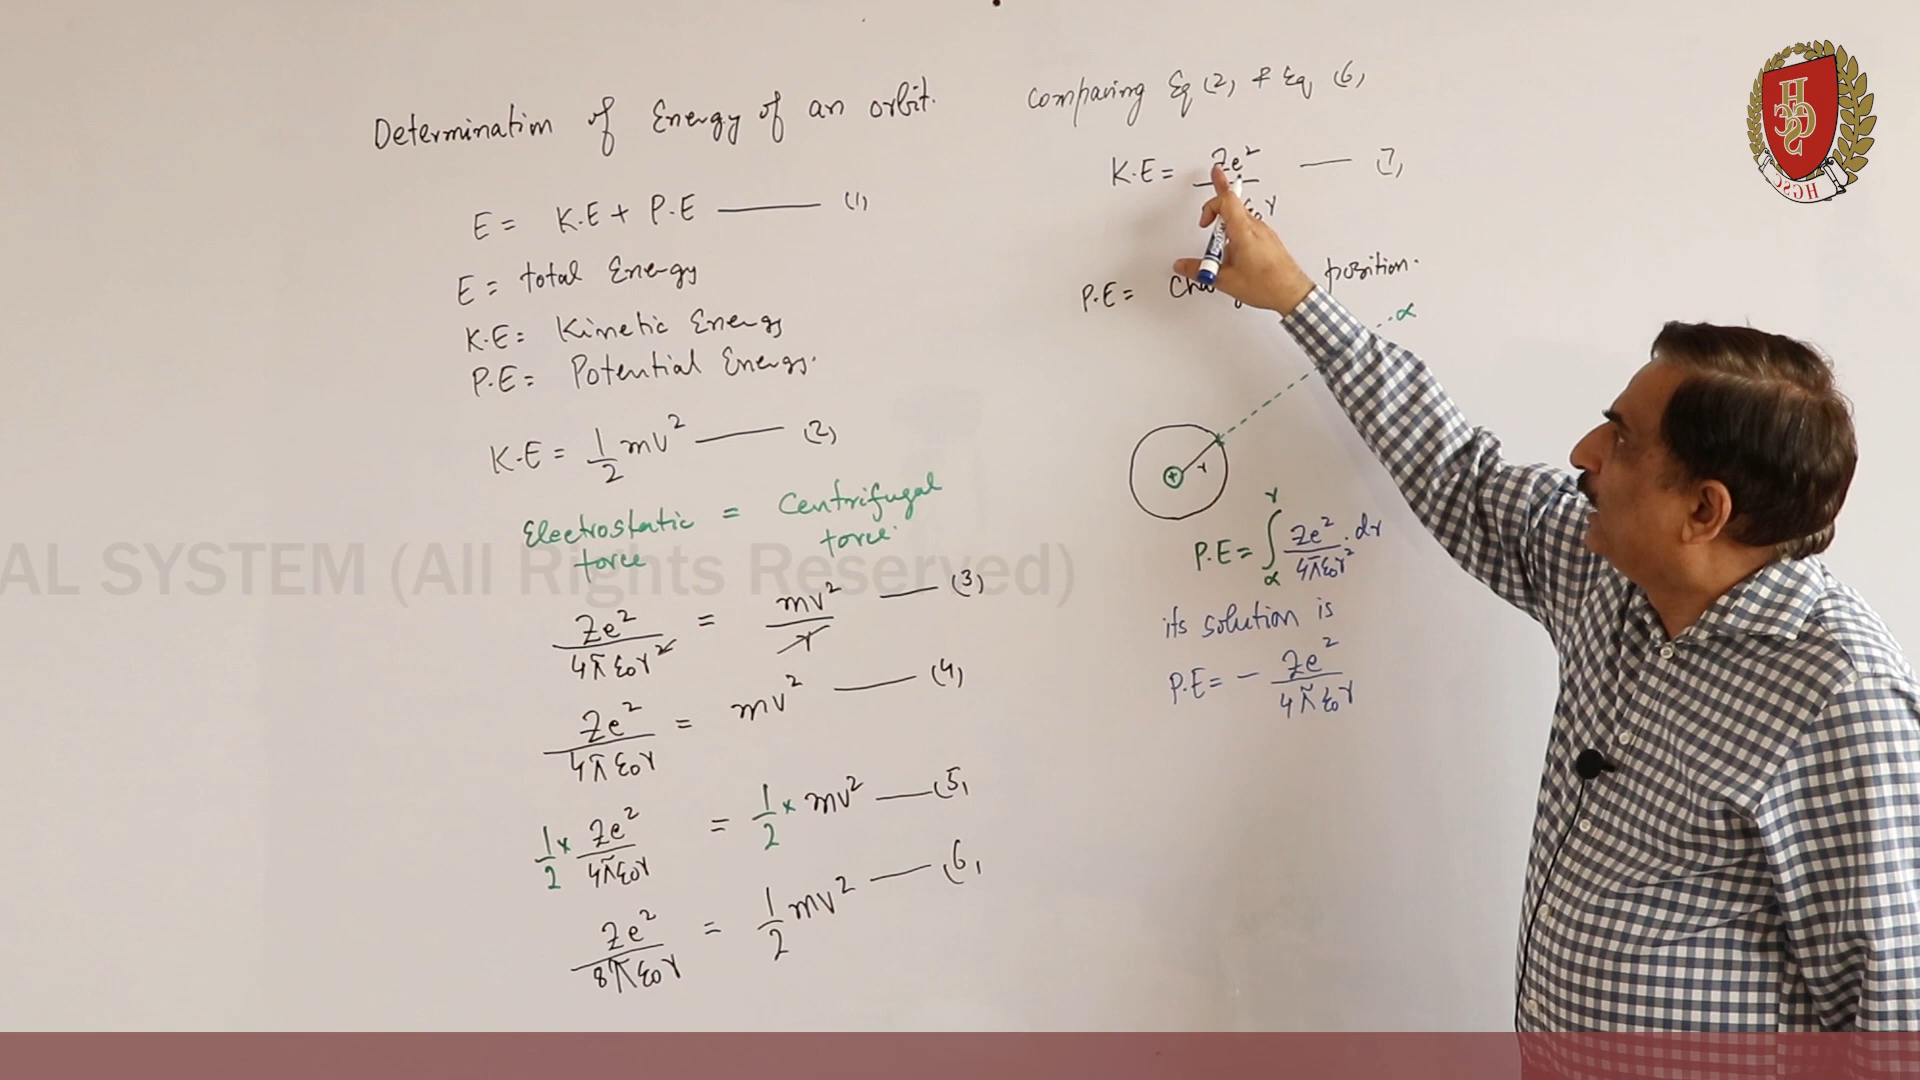 Determination of Energy of an orbit.
E = K.E + P.E —— (1)
E = total Energy
K.E = Kinetic Energy
P.E = Potential Energy.
K.E = 1/2 mv² —— (2)
Electrostatic force = Centrifugal force
Ze²/4πε₀r² = mv²/r —— (3)
Ze²/4πε₀r = mv² —— (4)
1/2 × Ze²/4πε₀r = 1/2 × mv² —— (5)
Ze²/8πε₀r = 1/2 mv² —— (6)
Comparing Eq (2) & Eq (6)
K.E = Ze²/ ε₀r —— (7)
P.E = position.
α
+ r
P.E = ∫ r α Ze²/4πε₀r² . dr
its solution is
P.E = - Ze²/4πε₀r
AL SYSTEM (All Rights Reserved)
HGSC